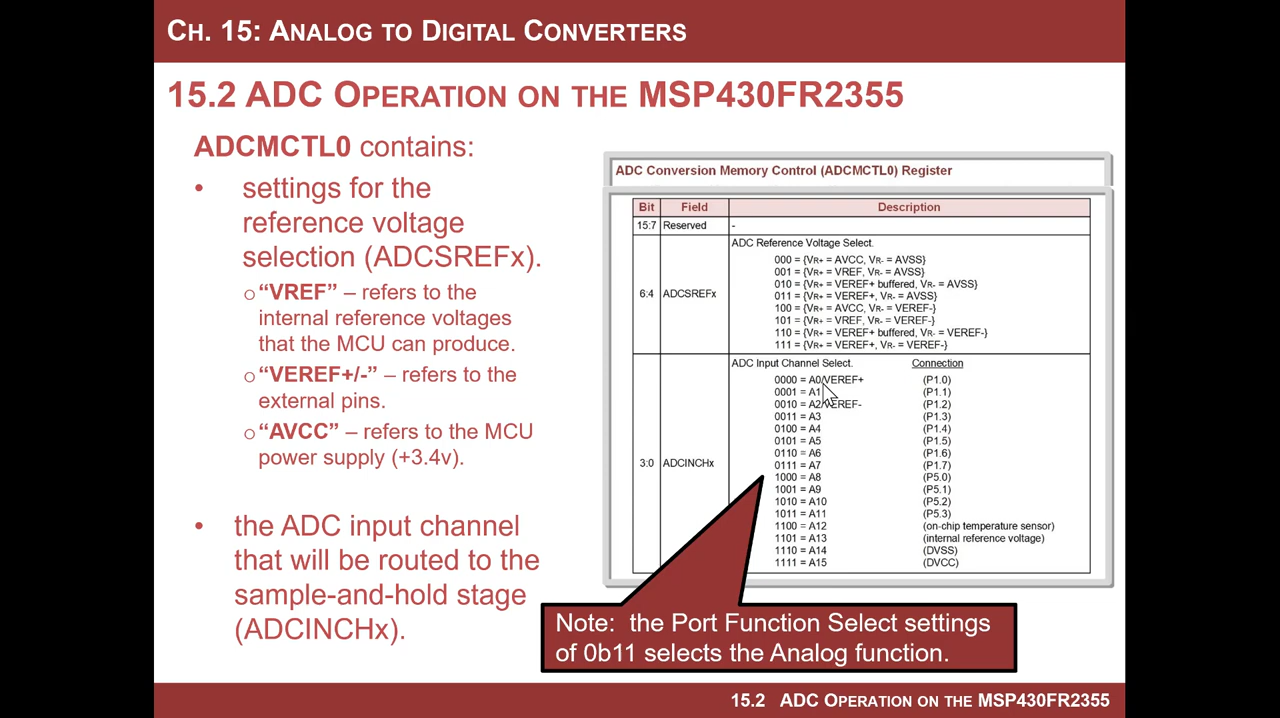 CH. 15: ANALOG TO DIGITAL CONVERTERS
15.2 ADC OPERATION ON THE MSP430FR2355
ADCMCTL0 contains:
• settings for the
reference voltage
selection (ADCSREFx).
o “VREF” – refers to the
internal reference voltages
that the MCU can produce.
o “VEREF+/-” – refers to the
external pins.
o “AVCC” – refers to the MCU
power supply (+3.4v).
• the ADC input channel
that will be routed to the
sample-and-hold stage
(ADCINCHx).
ADC Conversion Memory Control (ADCMCTL0) Register
Bit Field Description
15:7 Reserved -
ADC Reference Voltage Select.
000 = {VR+ = AVCC, VR- = AVSS}
001 = {VR+ = VREF, VR- = AVSS}
010 = {VR+ = VEREF+ buffered, VR- = AVSS}
6:4 ADCSREFx
011 = {VR+ = VEREF+, VR- = AVSS}
100 = {VR+ = AVCC, VR- = VEREF-}
101 = {VR+ = VREF, VR- = VEREF-}
110 = {VR+ = VEREF+ buffered, VR- = VEREF-}
111 = {VR+ = VEREF+, VR- = VEREF-}
ADC Input Channel Select. Connection
0000 = A0/VEREF+ (P1.0)
0001 = A1 (P1.1)
0010 = A2/VEREF- (P1.2)
0011 = A3 (P1.3)
0100 = A4 (P1.4)
0101 = A5 (P1.5)
0110 = A6 (P1.6)
3:0 ADCINCHx 0111 = A7 (P1.7)
1000 = A8 (P5.0)
1001 = A9 (P5.1)
1010 = A10 (P5.2)
1011 = A11 (P5.3)
1100 = A12 (on-chip temperature sensor)
1101 = A13 (internal reference voltage)
1110 = A14 (DVSS)
1111 = A15 (DVCC)
Note: the Port Function Select settings
of 0b11 selects the Analog function.
15.2 ADC OPERATION ON THE MSP430FR2355